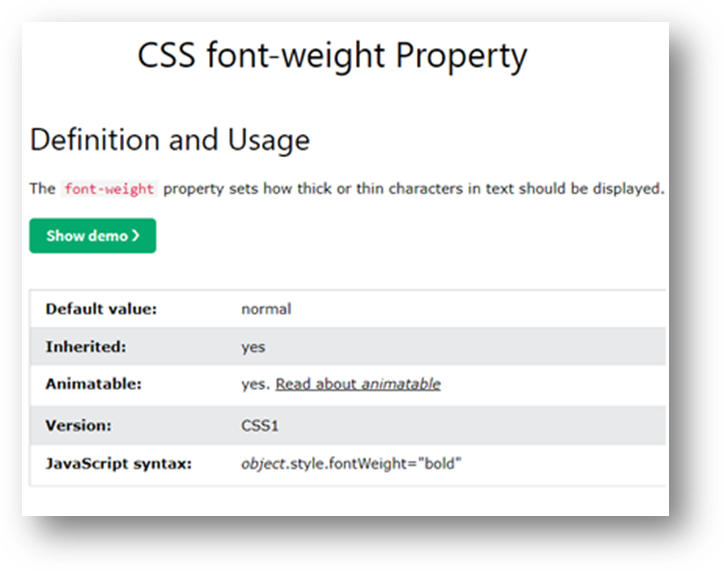 CSS font-weight Property
Definition and Usage
The font-weight property sets how thick or thin characters in text should be displayed.
Show demo ❯
Default value: normal
Inherited: yes
Animatable: yes. Read about animatable
Version: CSS1
JavaScript syntax: object.style.fontWeight="bold"